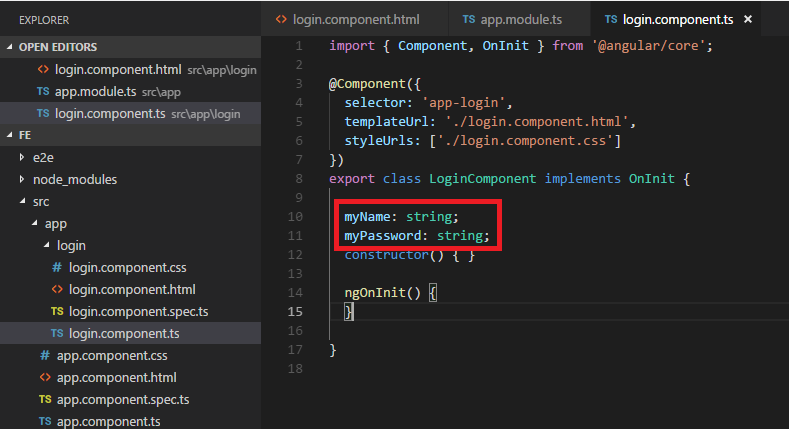 EXPLORER
OPEN EDITORS
<> login.component.html src\app\login
TS app.module.ts src\app
TS login.component.ts src\app\login
FE
e2e
node_modules
src
app
login
# login.component.css
<> login.component.html
TS login.component.spec.ts
TS login.component.ts
# app.component.css
<> app.component.html
TS app.component.spec.ts
TS app.component.ts
<> login.component.html TS app.module.ts TS login.component.ts ×
1 import { Component, OnInit } from '@angular/core';
2
3 @Component({
4   selector: 'app-login',
5   templateUrl: './login.component.html',
6   styleUrls: ['./login.component.css']
7 })
8 export class LoginComponent implements OnInit {
9
10   myName: string;
11   myPassword: string;
12   constructor() { }
13
14   ngOnInit() {
15   }
16
17 }
18